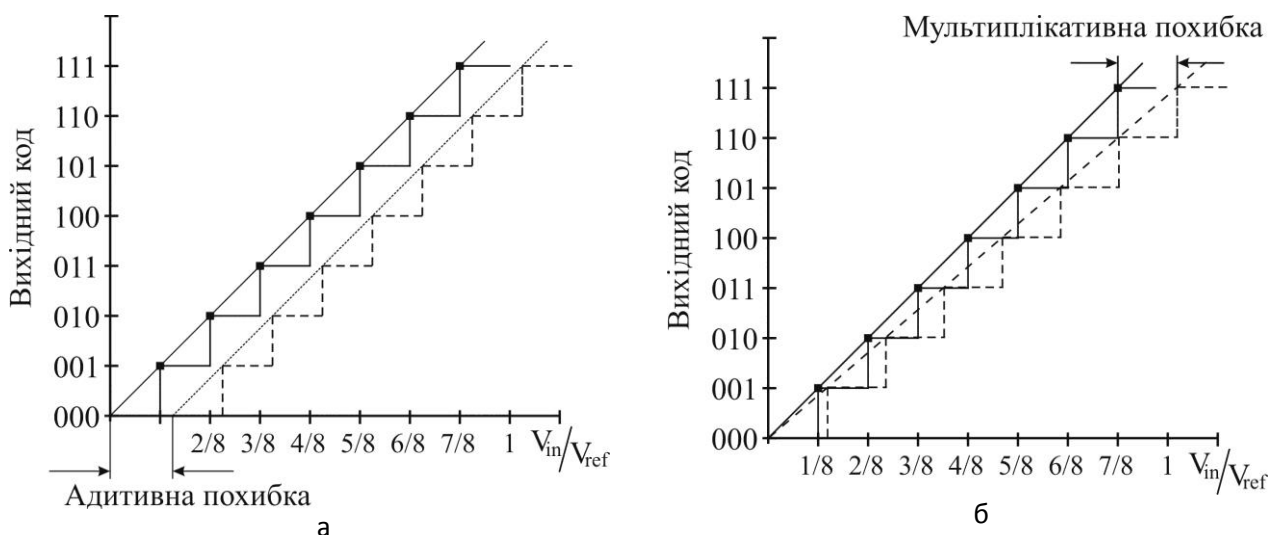 Вихідний код
111
110
101
100
011
010
001
000
2/8 3/8 4/8 5/8 6/8 7/8 1 Vin/Vref
Адитивна похибка
а
Мультиплікативна похибка
Вихідний код
111
110
101
100
011
010
001
000
1/8 2/8 3/8 4/8 5/8 6/8 7/8 1 Vin/Vref
б